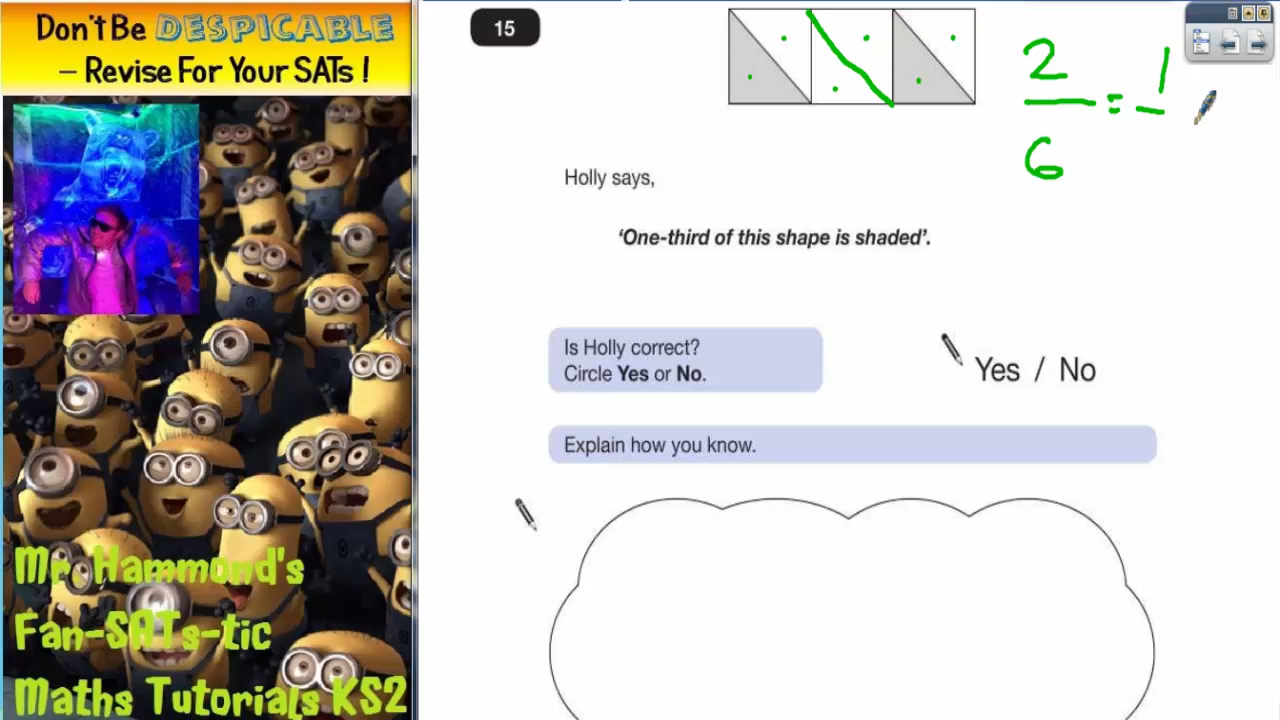 Don't Be DESPICABLE
– Revise For Your SATs !
Mr. Hammond's
Fan-SATs-tic
Maths Tutorials KS2
15
2
6
= 1
Holly says,
‘One-third of this shape is shaded’.
Is Holly correct?
Circle Yes or No.
Yes / No
Explain how you know.